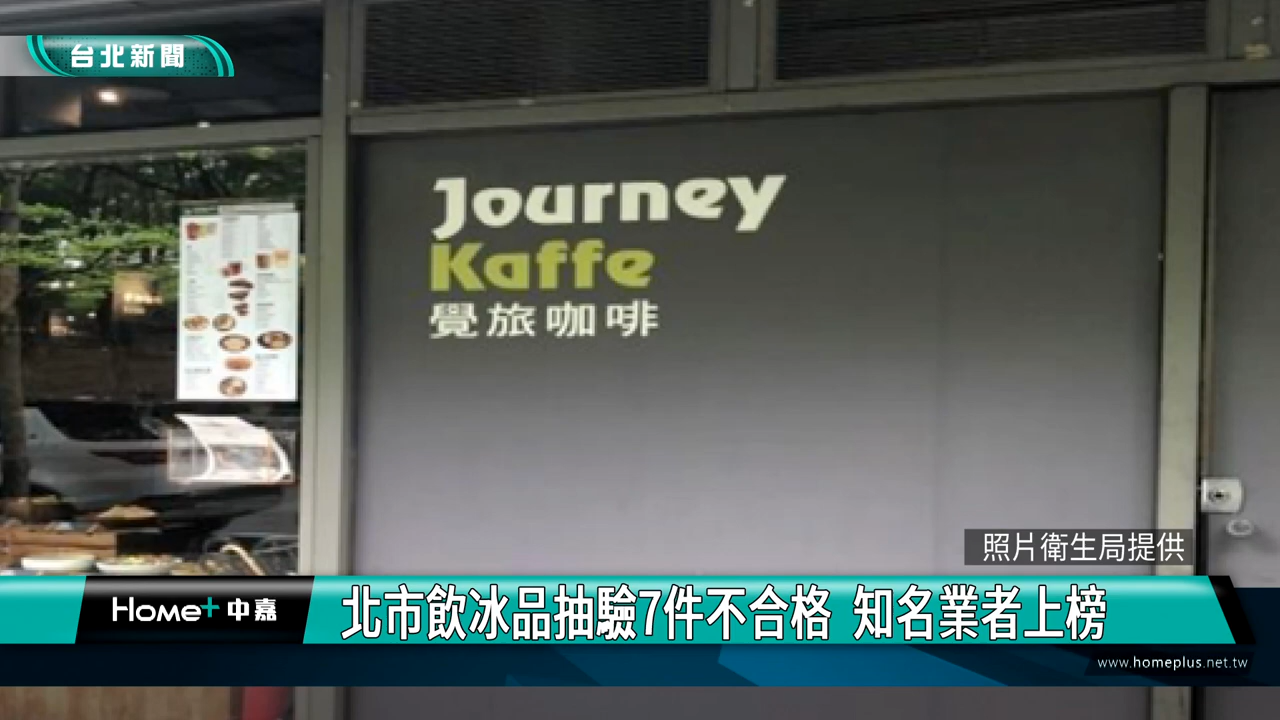 台北新聞
Journey
Kaffe
覺旅咖啡
照片衛生局提供
Home+中嘉
北市飲冰品抽驗7件不合格 知名業者上榜
www.homeplus.net.tw